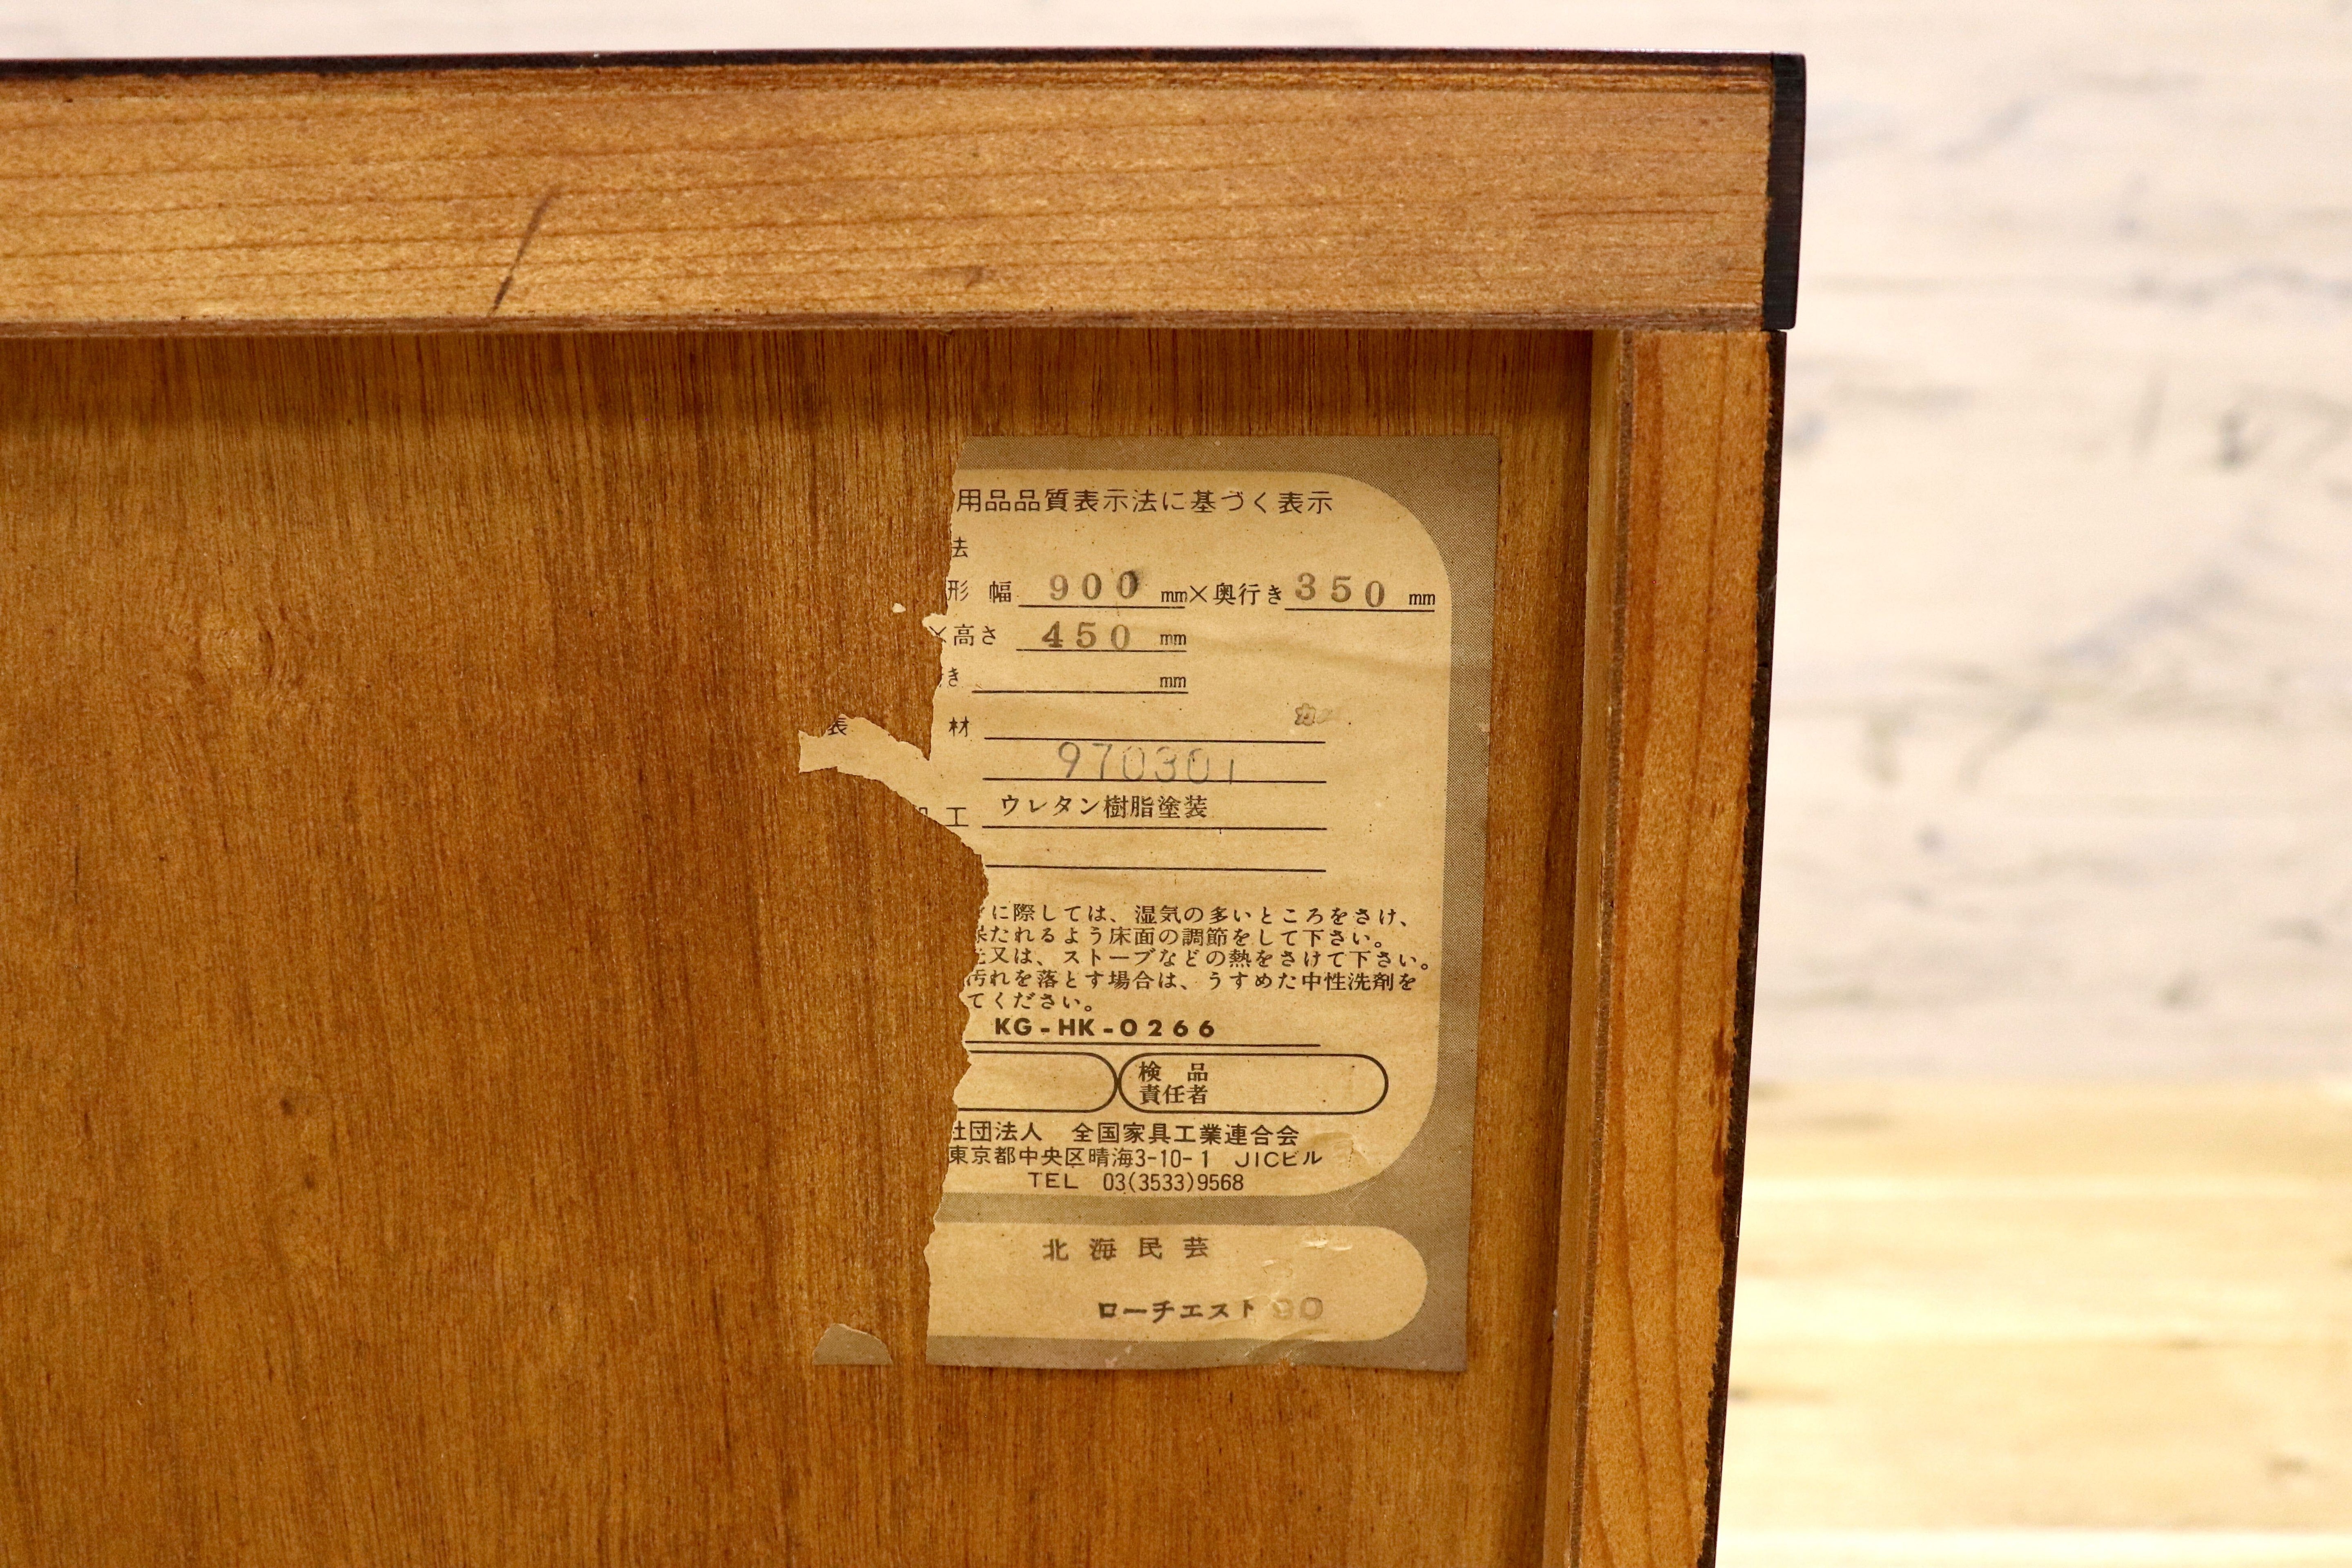 用品品質表示法に基づく表示
法
形 幅 900 mm×奥行き 350 mm
×高さ 450 mm
き mm
表 材
970301
工 ウレタン樹脂塗装
に際しては、湿気の多いところをさけ、
たれるよう床面の調節をして下さい。
又は、ストーブなどの熱をさけて下さい。
汚れを落とす場合は、うすめた中性洗剤を
てください。
KG-HK-0266
検 品
責任者
社団法人 全国家具工業連合会
東京都中央区晴海3-10-1 JICビル
TEL 03(3533)9568
北海民芸
ローチエスト 90